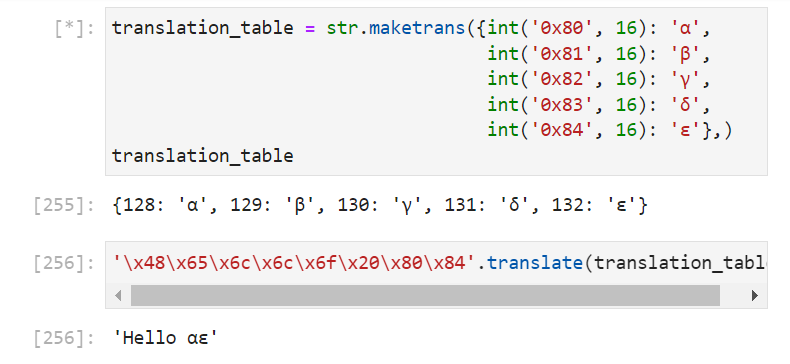 [*]: translation_table = str.maketrans({int('0x80', 16): 'α',
int('0x81', 16): 'β',
int('0x82', 16): 'γ',
int('0x83', 16): 'δ',
int('0x84', 16): 'ε'},)
translation_table
[255]: {128: 'α', 129: 'β', 130: 'γ', 131: 'δ', 132: 'ε'}
[256]: '\x48\x65\x6c\x6c\x6f\x20\x80\x84'.translate(translation_tabl
[256]: 'Hello αε'